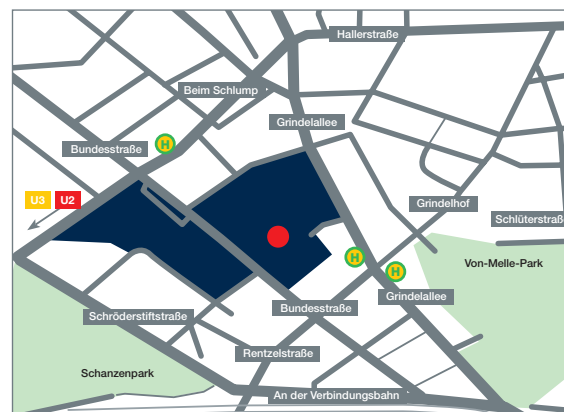 Hallerstraße
Beim Schlump
Grindelallee
H
Bundesstraße
U3 U2
Grindelhof
Schlüterstraße
H
H
Von-Melle-Park
Grindelallee
Bundesstraße
Schröderstiftstraße
Rentzelstraße
Schanzenpark
An der Verbindungsbahn